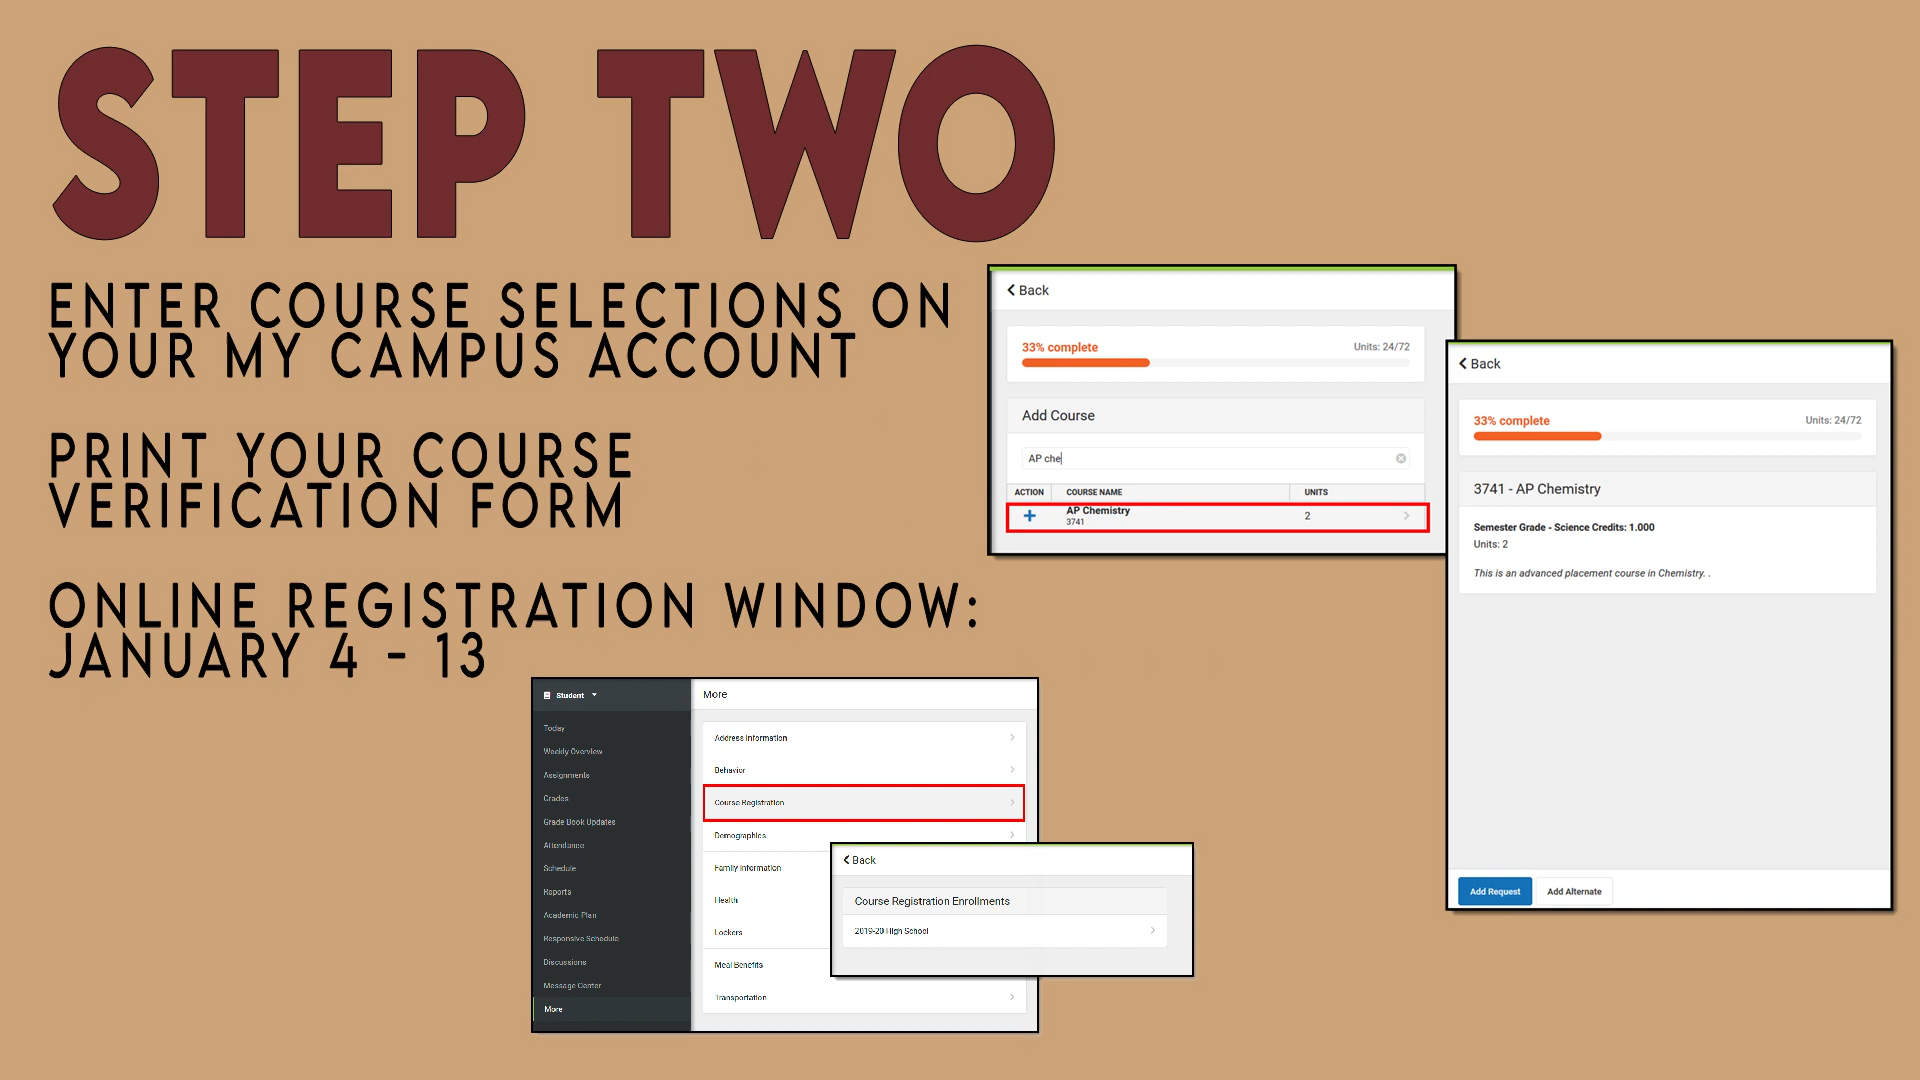 STEP TWO
ENTER COURSE SELECTIONS ON
YOUR MY CAMPUS ACCOUNT
PRINT YOUR COURSE
VERIFICATION FORM
ONLINE REGISTRATION WINDOW:
JANUARY 4 - 13
Back
33% complete
Units: 24/72
Add Course
AP che
ACTION COURSE NAME UNITS
AP Chemistry
3741
2
Back
33% complete
Units: 24/72
3741 - AP Chemistry
Semester Grade - Science Credits: 1.000
Units: 2
This is an advanced placement course in Chemistry. .
Add Request
Add Alternate
Student
Today
Weekly Overview
Assignments
Grades
Grade Book Updates
Attendance
Schedule
Reports
Academic Plan
Responsive Schedule
Discussions
Message Center
More
More
Address Information
Behavior
Course Registration
Demographics
Family Information
Health
Lockers
Meal Benefits
Transportation
Back
Course Registration Enrollments
2019-20 High School